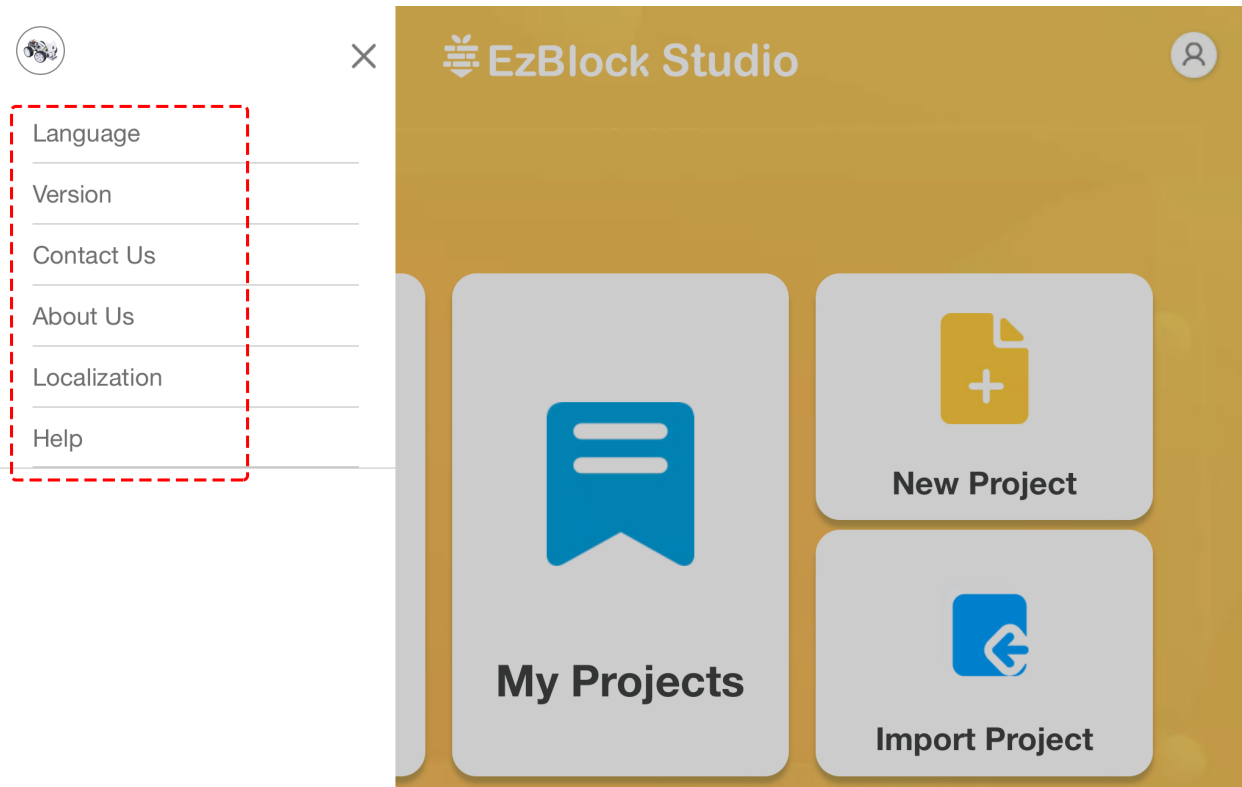 Language
Version
Contact Us
About Us
Localization
Help
EzBlock Studio
My Projects
New Project
Import Project